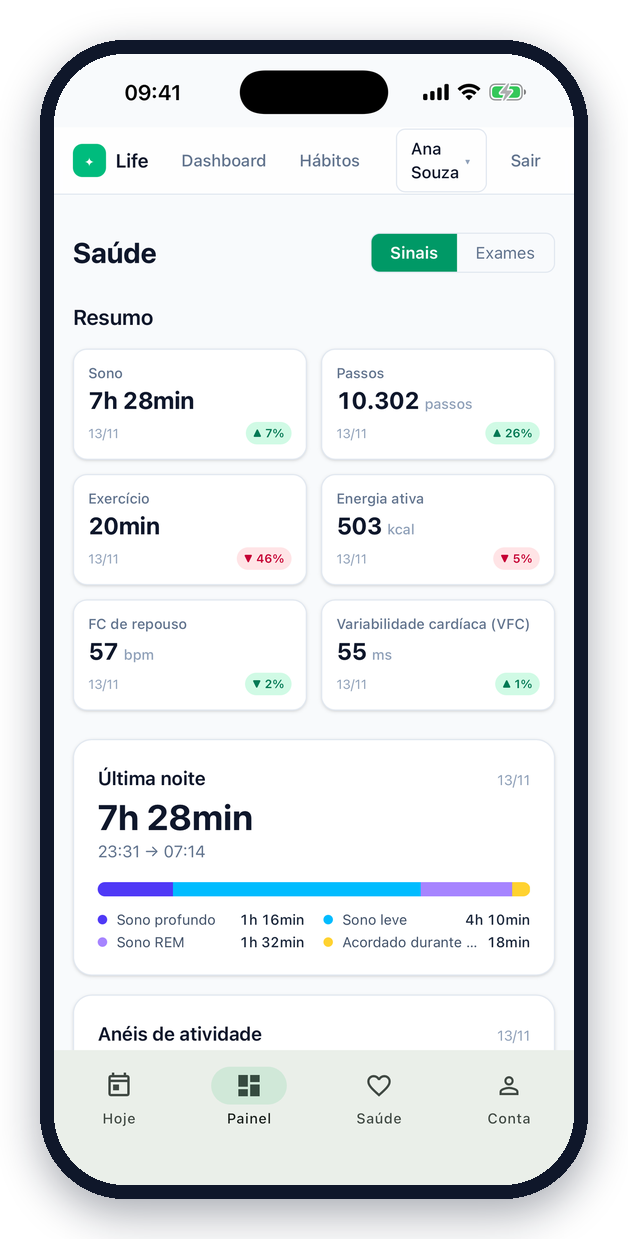 09:41
Life Dashboard Hábitos Ana Souza ▾ Sair
Saúde Sinais Exames
Resumo
Sono
7h 28min
13/11 ▲ 7%
Passos
10.302 passos
13/11 ▲ 26%
Exercício
20min
13/11 ▼ 46%
Energia ativa
503 kcal
13/11 ▼ 5%
FC de repouso
57 bpm
13/11 ▼ 2%
Variabilidade cardíaca (VFC)
55 ms
13/11 ▲ 1%
Última noite 13/11
7h 28min
23:31 → 07:14
Sono profundo 1h 16min Sono leve 4h 10min
Sono REM 1h 32min Acordado durante ... 18min
Anéis de atividade 13/11
Hoje Painel Saúde Conta